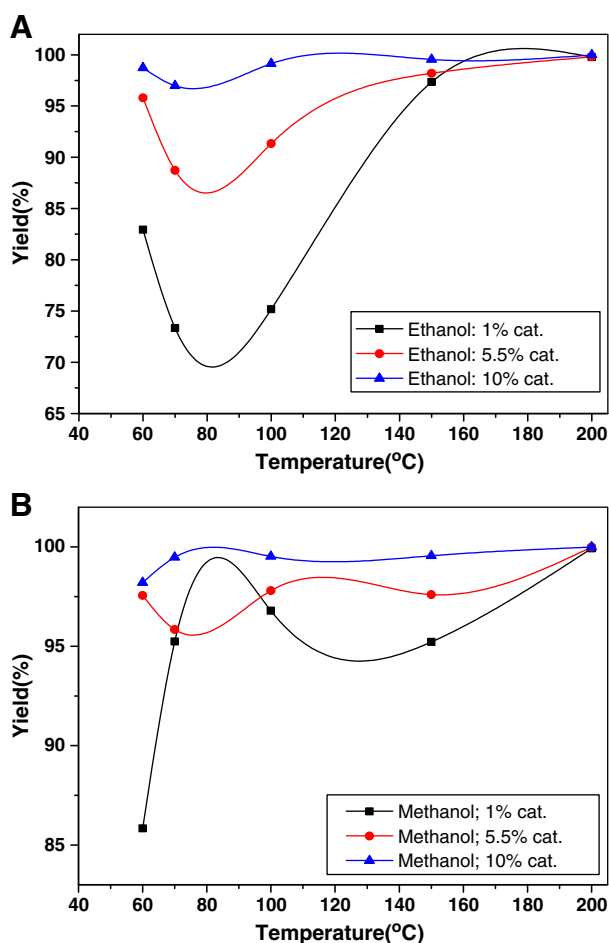 A
100
95
90
85
80
75
70
65
Yield(%)
Ethanol: 1% cat.
Ethanol: 5.5% cat.
Ethanol: 10% cat.
40 60 80 100 120 140 160 180 200
Temperature(oC)
B
100
95
90
85
Yield(%)
Methanol; 1% cat.
Methanol; 5.5% cat.
Methanol; 10% cat.
40 60 80 100 120 140 160 180 200
Temperature(oC)